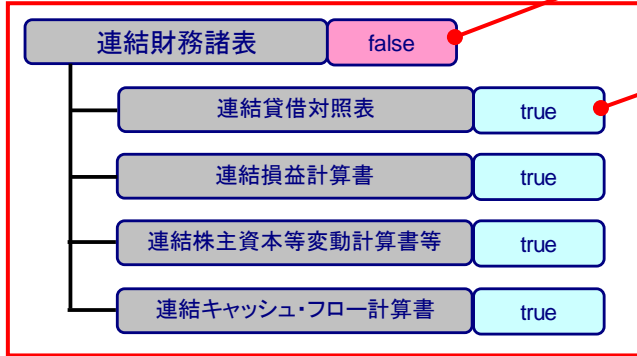 連結財務諸表 false
連結貸借対照表 true
連結損益計算書 true
連結株主資本等変動計算書等 true
連結キャッシュ・フロー計算書 true